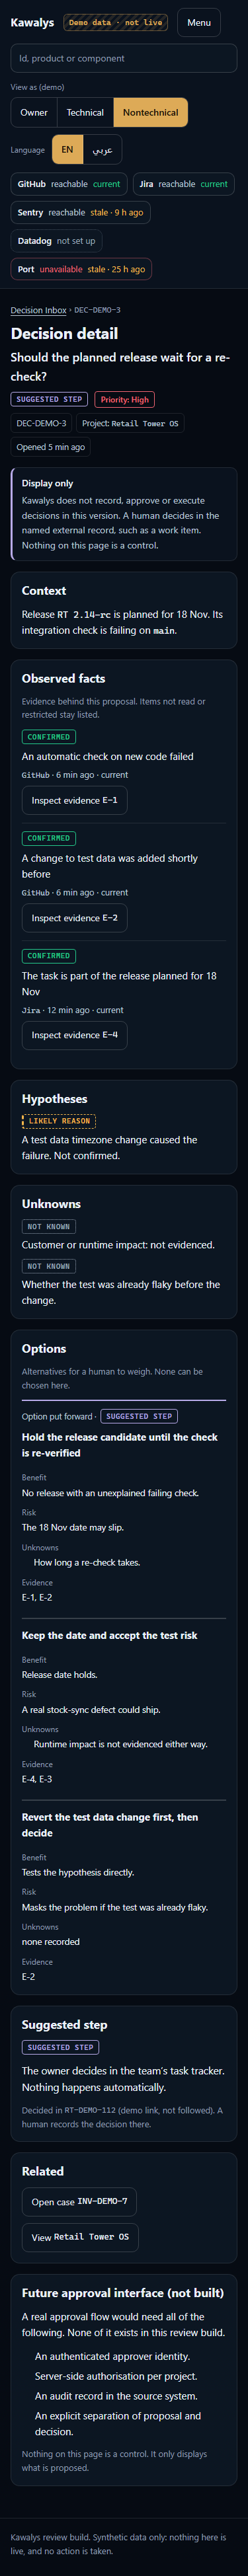 Kawalys
Demo data · not live
Menu
Id, product or component
View as (demo)
Owner
Technical
Nontechnical
Language
EN
عربي
GitHub reachable current
Jira reachable current
Sentry reachable stale · 9 h ago
Datadog not set up
Port unavailable stale · 25 h ago
Decision Inbox › DEC-DEMO-3
Decision detail
Should the planned release wait for a re-
check?
SUGGESTED STEP
Priority: High
DEC-DEMO-3
Project: Retail Tower OS
Opened 5 min ago
Display only
Kawalys does not record, approve or execute
decisions in this version. A human decides in the
named external record, such as a work item.
Nothing on this page is a control.
Context
Release RT 2.14-rc is planned for 18 Nov. Its
integration check is failing on main.
Observed facts
Evidence behind this proposal. Items not read or
restricted stay listed.
CONFIRMED
An automatic check on new code failed
GitHub · 6 min ago · current
Inspect evidence E-1
CONFIRMED
A change to test data was added shortly
before
GitHub · 6 min ago · current
Inspect evidence E-2
CONFIRMED
The task is part of the release planned for 18
Nov
Jira · 12 min ago · current
Inspect evidence E-4
Hypotheses
LIKELY REASON
A test data timezone change caused the
failure. Not confirmed.
Unknowns
NOT KNOWN
Customer or runtime impact: not evidenced.
NOT KNOWN
Whether the test was already flaky before the
change.
Options
Alternatives for a human to weigh. None can be
chosen here.
Option put forward · SUGGESTED STEP
Hold the release candidate until the check
is re-verified
Benefit
No release with an unexplained failing check.
Risk
The 18 Nov date may slip.
Unknowns
How long a re-check takes.
Evidence
E-1, E-2
Keep the date and accept the test risk
Benefit
Release date holds.
Risk
A real stock-sync defect could ship.
Unknowns
Runtime impact is not evidenced either way.
Evidence
E-4, E-3
Revert the test data change first, then
decide
Benefit
Tests the hypothesis directly.
Risk
Masks the problem if the test was already flaky.
Unknowns
none recorded
Evidence
E-2
Suggested step
SUGGESTED STEP
The owner decides in the team's task tracker.
Nothing happens automatically.
Decided in RT-DEMO-112 (demo link, not followed). A
human records the decision there.
Related
Open case INV-DEMO-7
View Retail Tower OS
Future approval interface (not built)
A real approval flow would need all of the
following. None of it exists in this review build.
An authenticated approver identity.
Server-side authorisation per project.
An audit record in the source system.
An explicit separation of proposal and
decision.
Nothing on this page is a control. It only displays
what is proposed.
Kawalys review build. Synthetic data only: nothing here is
live, and no action is taken.